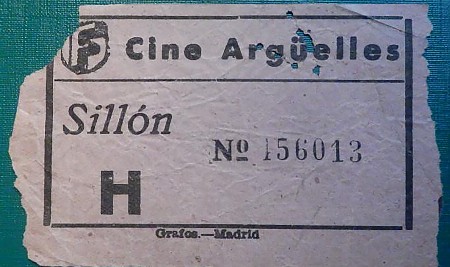 Cine Argüelles
Sillón
Nº 156013
H
Grafos.—Madrid